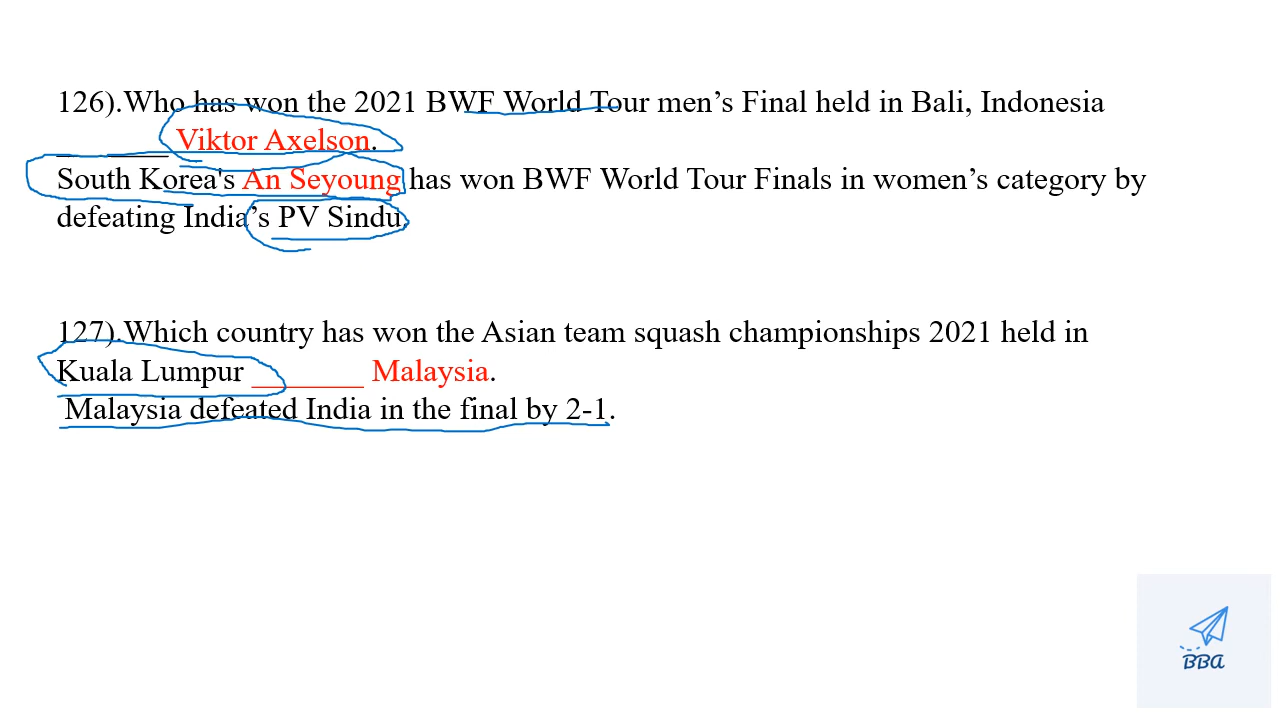 126).Who has won the 2021 BWF World Tour men’s Final held in Bali, Indonesia
_______ Viktor Axelson.
South Korea's An Seyoung has won BWF World Tour Finals in women’s category by
defeating India’s PV Sindu.
127).Which country has won the Asian team squash championships 2021 held in
Kuala Lumpur _______ Malaysia.
Malaysia defeated India in the final by 2-1.
BBA